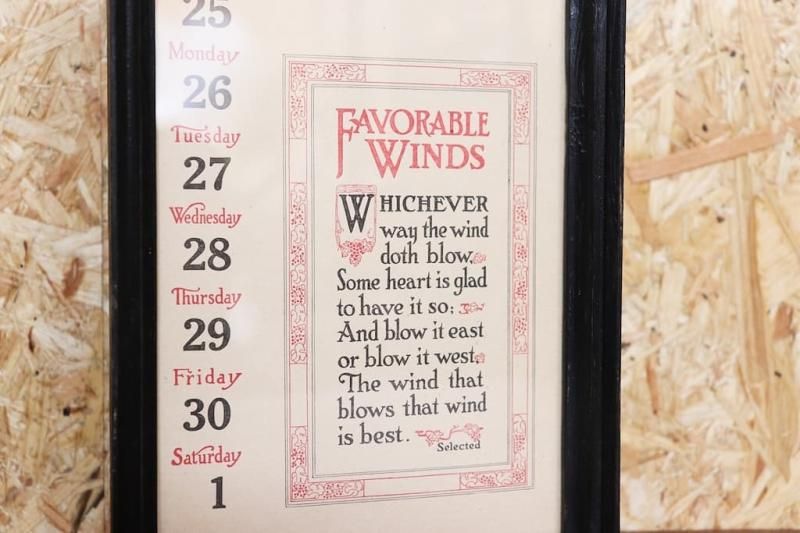 25
Monday
26
Tuesday
27
Wednesday
28
Thursday
29
Friday
30
Saturday
1
FAVORABLE
WINDS
WHICHEVER
way the wind
doth blow,
Some heart is glad
to have it so;
And blow it east
or blow it west,
The wind that
blows that wind
is best.
Selected